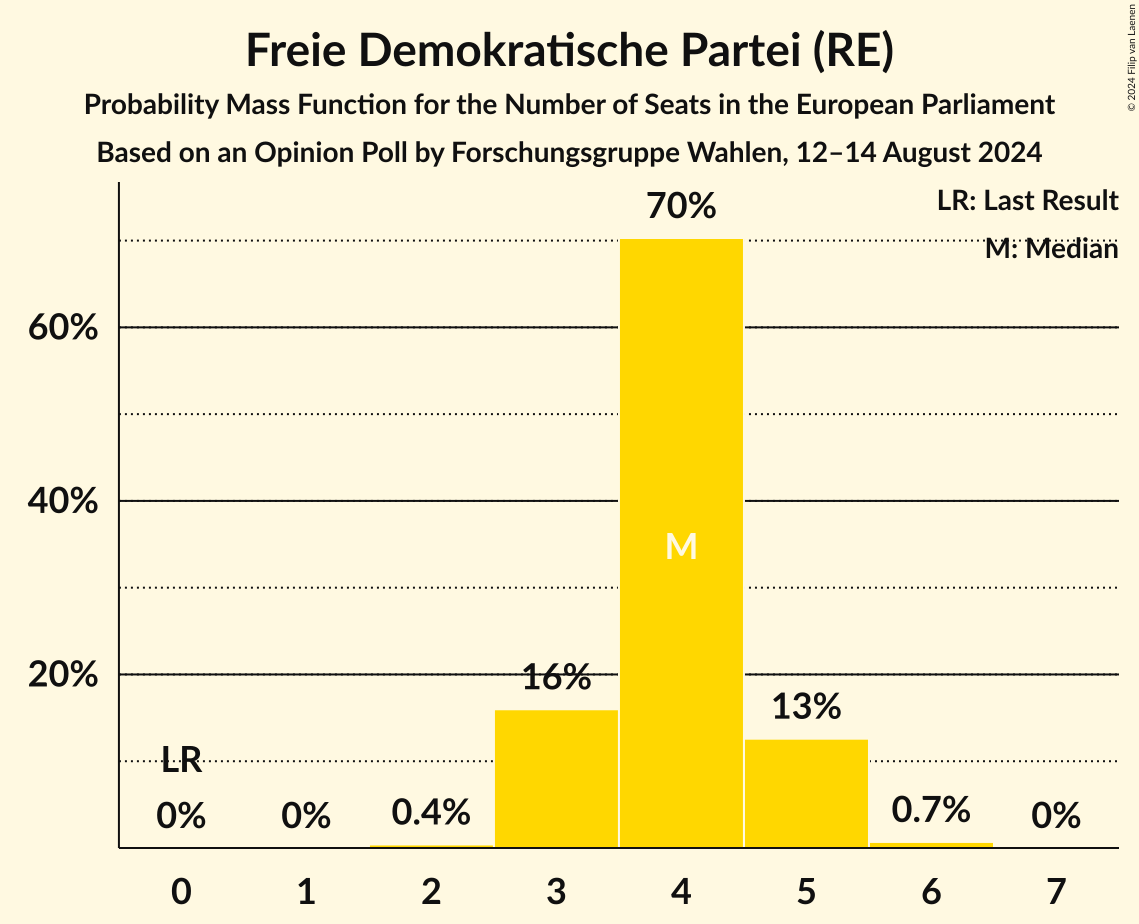 Freie Demokratische Partei (RE)
Probability Mass Function for the Number of Seats in the European Parliament
Based on an Opinion Poll by Forschungsgruppe Wahlen, 12–14 August 2024
© 2024 Filip van Laenen
LR: Last Result
M: Median
70%
60%
40%
M
20%
16%
13%
LR
0%
0%
0.4%
0.7%
0%
0 1 2 3 4 5 6 7